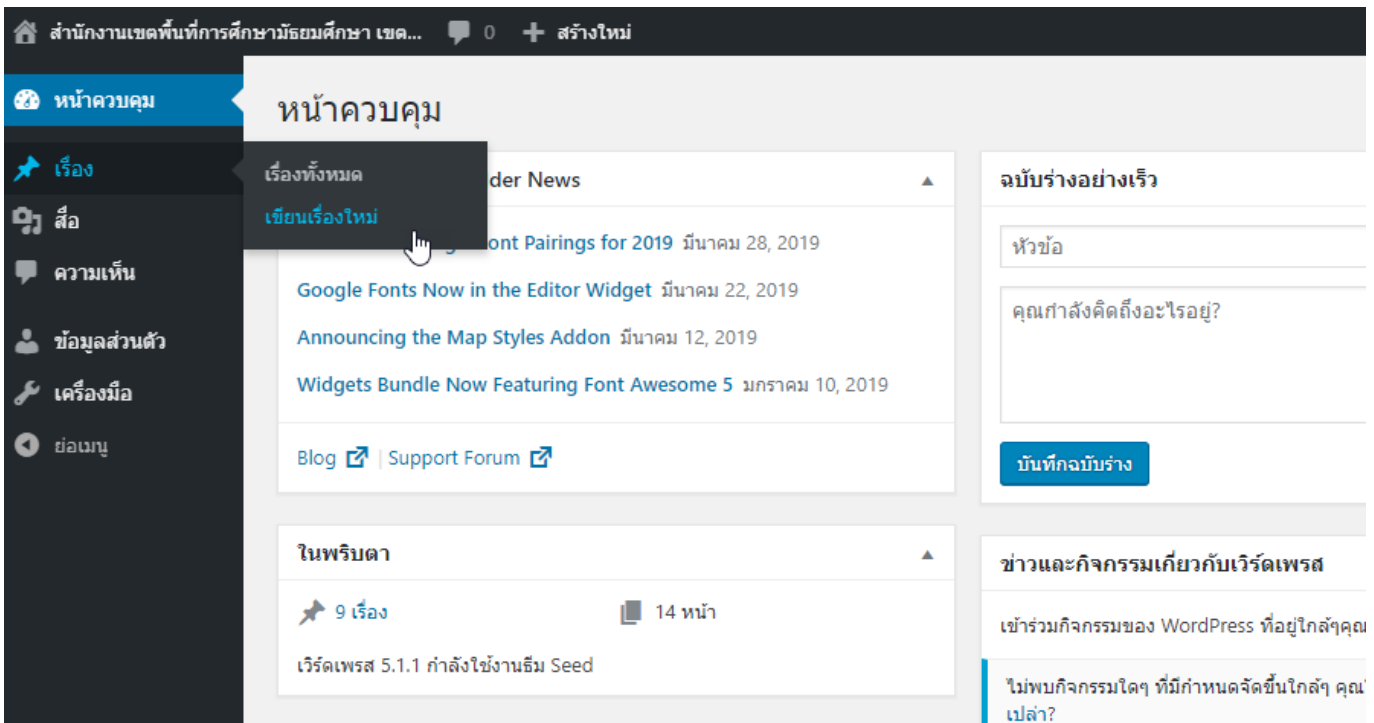 สำนักงานเขตพื้นที่การศึกษามัธยมศึกษา เขต... 0 สร้างใหม่
หน้าควบคุม
เรื่อง
สื่อ
ความเห็น
ข้อมูลส่วนตัว
เครื่องมือ
ย่อเมนู
เรื่องทั้งหมด
เขียนเรื่องใหม่
หน้าควบคุม
der News
ont Pairings for 2019 มีนาคม 28, 2019
Google Fonts Now in the Editor Widget มีนาคม 22, 2019
Announcing the Map Styles Addon มีนาคม 12, 2019
Widgets Bundle Now Featuring Font Awesome 5 มกราคม 10, 2019
Blog | Support Forum
ในพริบตา
9 เรื่อง 14 หน้า
เวิร์ดเพรส 5.1.1 กำลังใช้งานธีม Seed
ฉบับร่างอย่างเร็ว
หัวข้อ
คุณกำลังคิดถึงอะไรอยู่?
บันทึกฉบับร่าง
ข่าวและกิจกรรมเกี่ยวกับเวิร์ดเพรส
เข้าร่วมกิจกรรมของ WordPress ที่อยู่ใกล้ๆคุณ
ไม่พบกิจกรรมใดๆ ที่มีกำหนดจัดขึ้นใกล้ๆ คุณ
เปล่า?